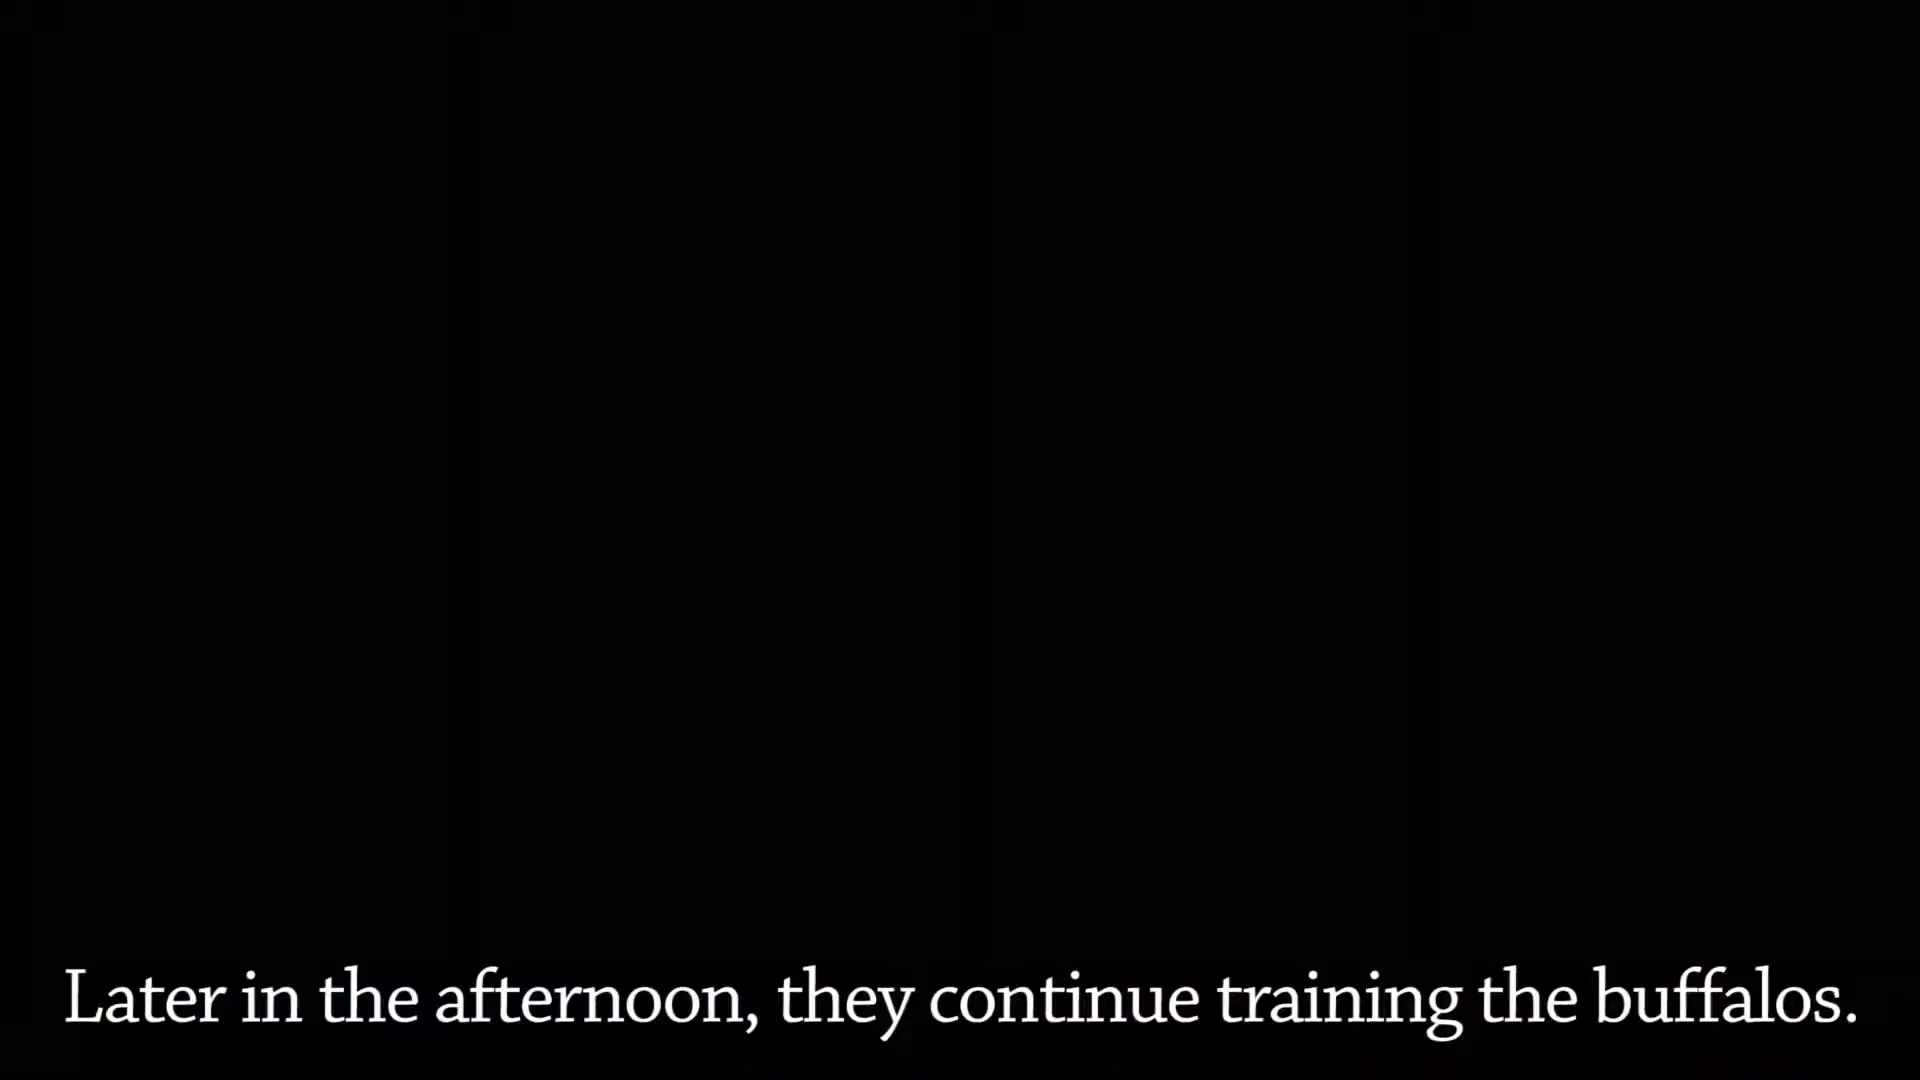 Later in the afternoon, they continue training the buffalos.